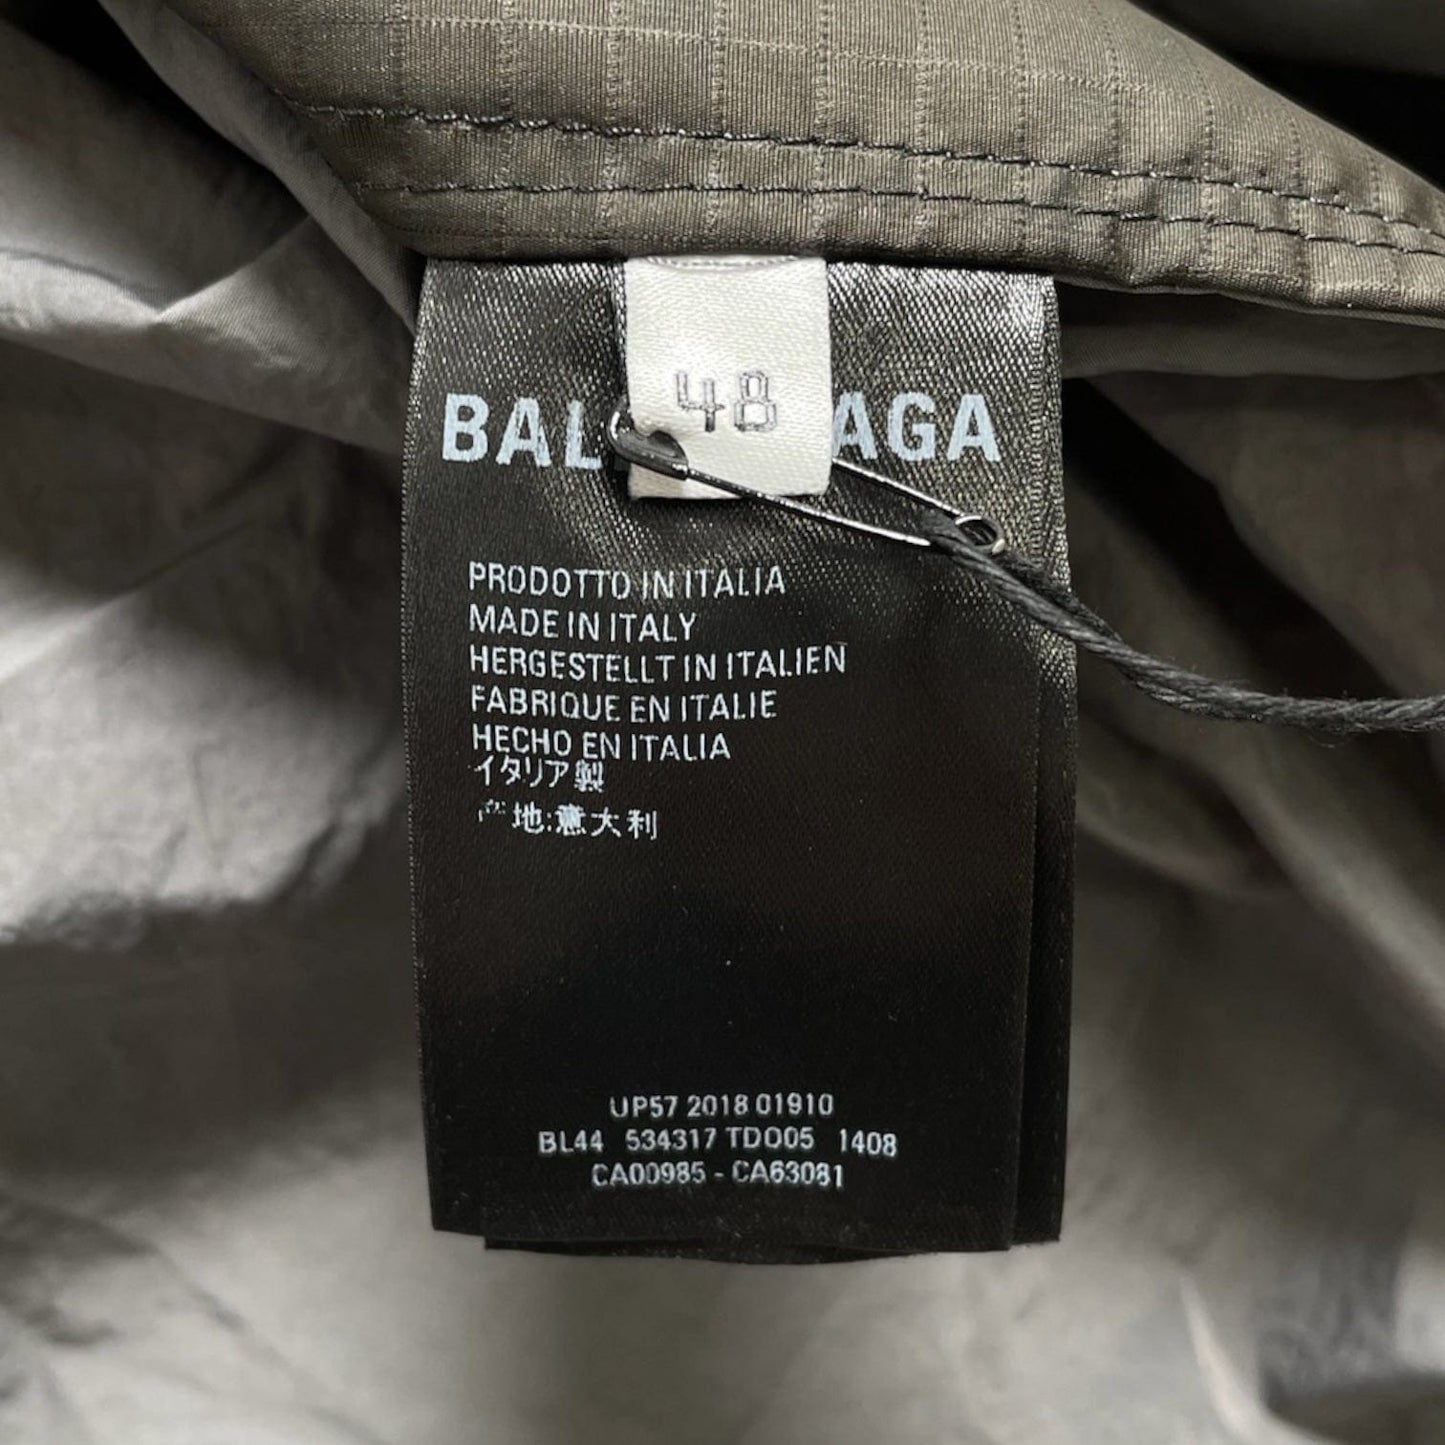 48
BAL AGA
PRODOTTO IN ITALIA
MADE IN ITALY
HERGESTELLT IN ITALIEN
FABRIQUE EN ITALIE
HECHO EN ITALIA
イタリア製
产地:意大利
UP57 2018 01910
BL44 534317 TDO05 1408
CA00985 - CA63081